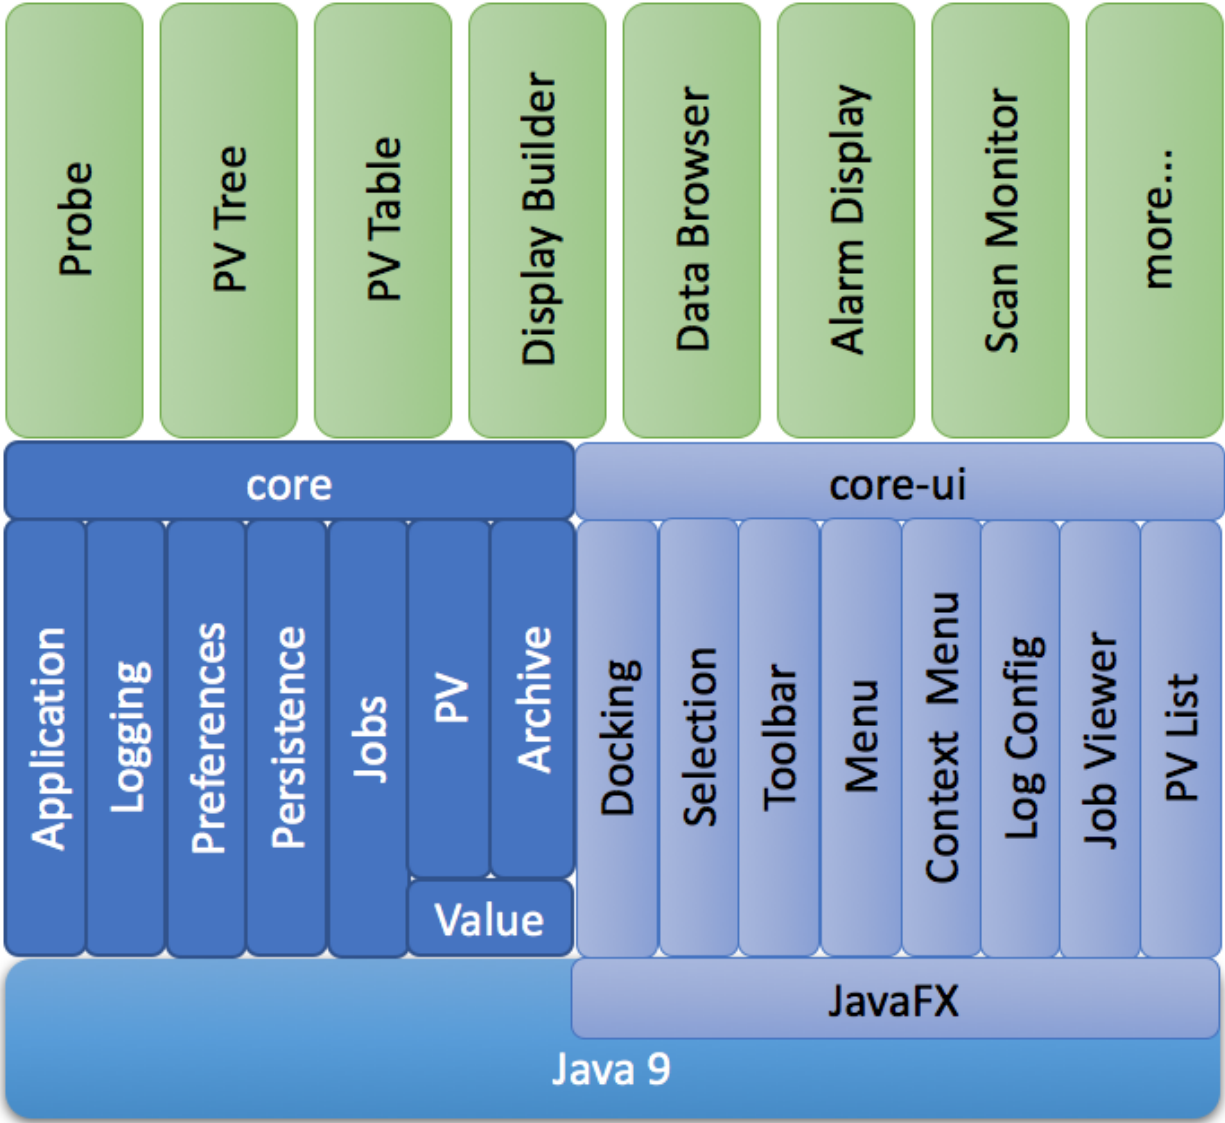 Probe
PV Tree
PV Table
Display Builder
Data Browser
Alarm Display
Scan Monitor
more...
core
core-ui
Application
Logging
Preferences
Persistence
Jobs
PV
Archive
Value
Docking
Selection
Toolbar
Menu
Context Menu
Log Config
Job Viewer
PV List
JavaFX
Java 9